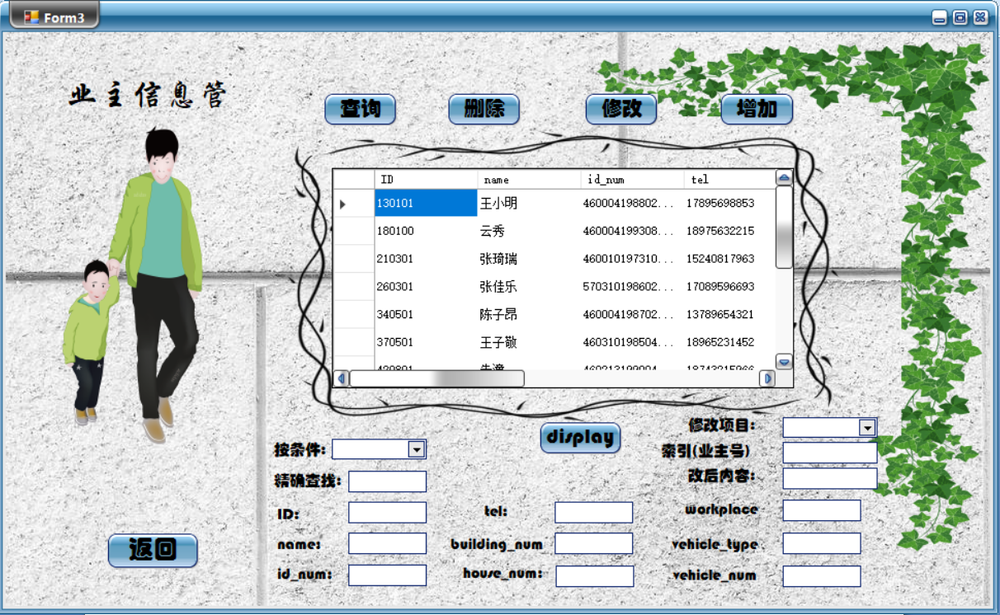 Form3
业主信息管
查询 删除 修改 增加
ID name id_num tel
130101 王小明 460004198802... 17895698853
180100 云秀 460004199308... 18975632215
210301 张琦瑞 460010197310... 15240817963
260301 张佳乐 570310198602... 17089596693
340501 陈子昂 460004198702... 13789654321
370501 王子敬 460310198504... 18965231452
display
修改项目:
按条件:
索引(业主号)
精确查找:
改后内容:
ID: tel: workplace
name: building_num vehicle_type
id_num: house_num: vehicle_num
返回